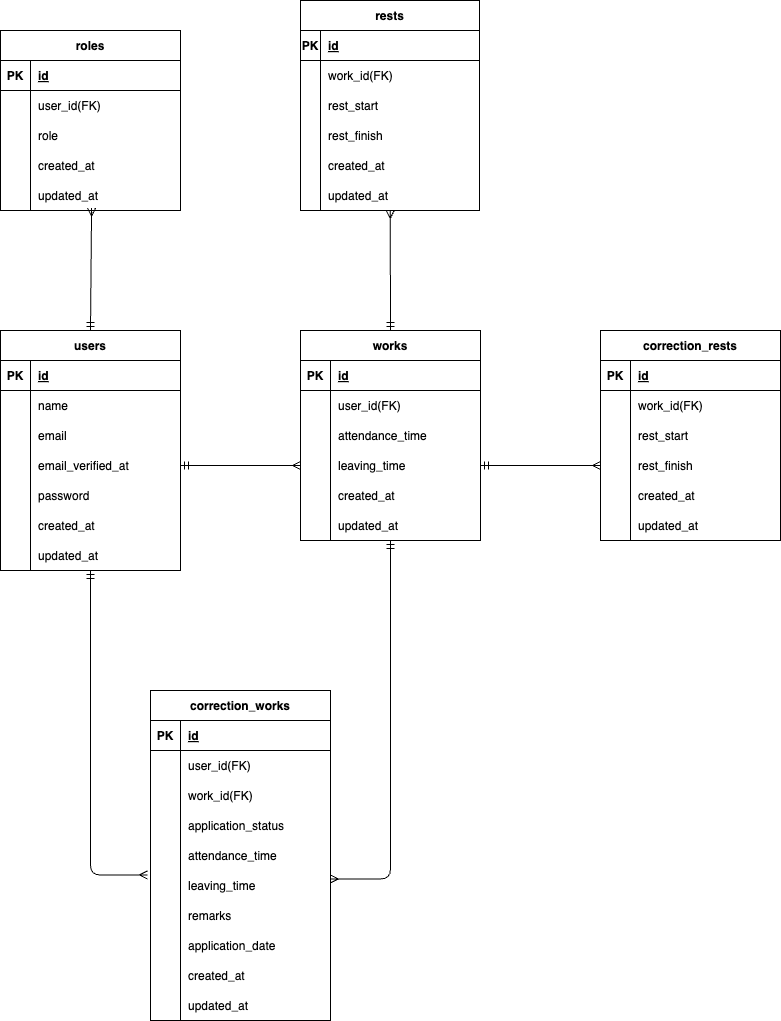 roles
PK id
user_id(FK)
role
created_at
updated_at
rests
PK id
work_id(FK)
rest_start
rest_finish
created_at
updated_at
users
PK id
name
email
email_verified_at
password
created_at
updated_at
works
PK id
user_id(FK)
attendance_time
leaving_time
created_at
updated_at
correction_rests
PK id
work_id(FK)
rest_start
rest_finish
created_at
updated_at
correction_works
PK id
user_id(FK)
work_id(FK)
application_status
attendance_time
leaving_time
remarks
application_date
created_at
updated_at